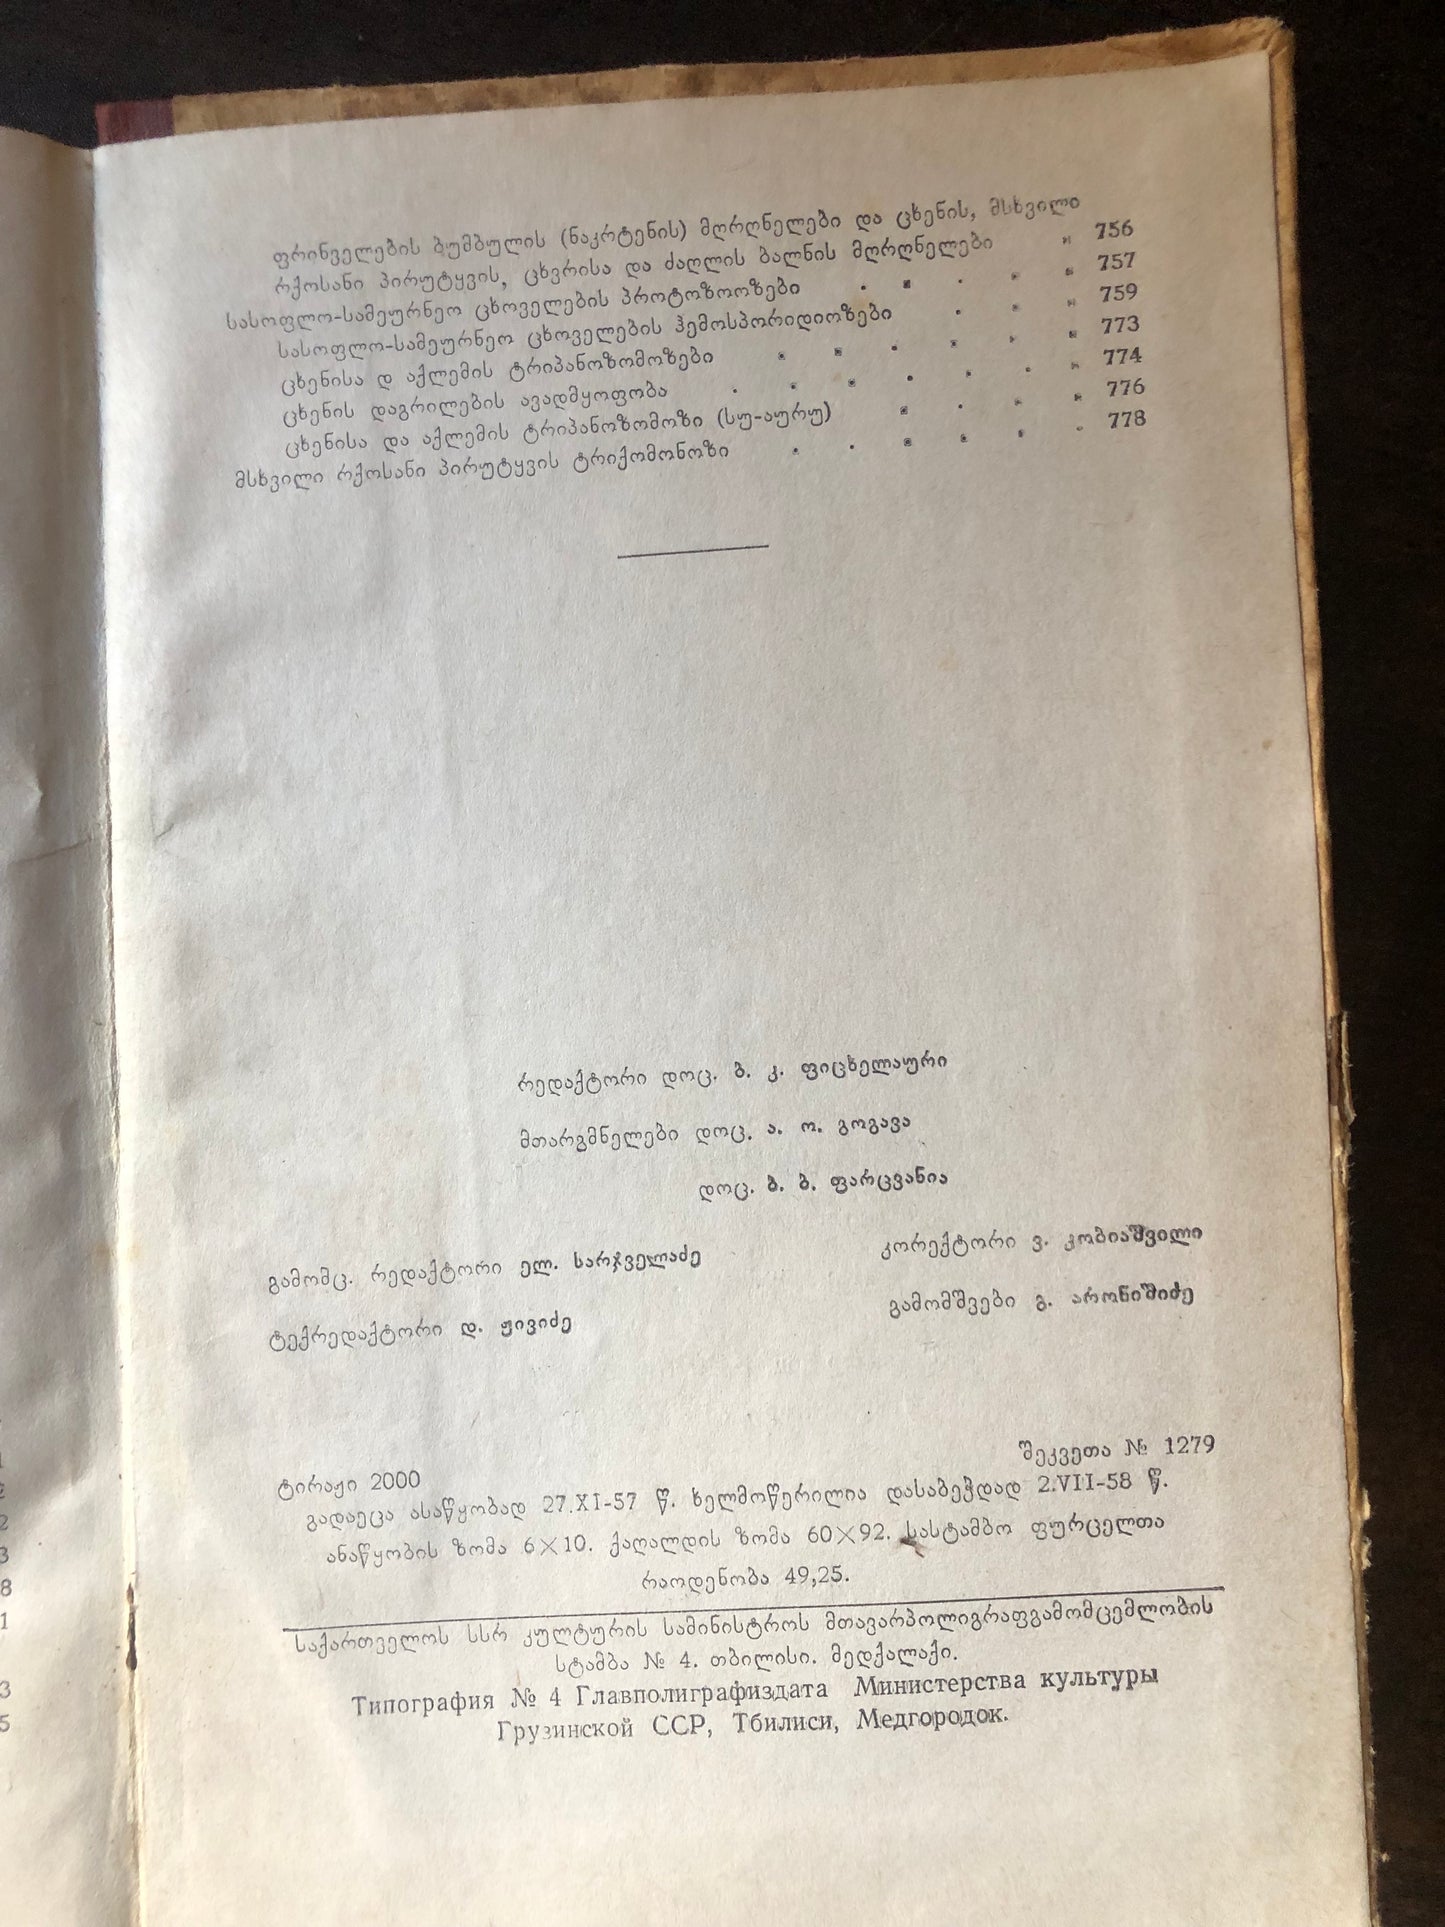 ფრინველების ბუმბულის (ნაკრტენის) მღრღნელები და ცხენის, მსხვილი
რქოსანი პირუტყვის, ცხვრისა და ძაღლის ბალნის მღრღნელები „ 756
სასოფლო-სამეურნეო ცხოველების პროტოზოოზები . . . . „ 757
სასოფლო-სამეურნეო ცხოველების ჰემოსპორიდიოზები . . „ 759
ცხენისა დ აქლემის ტრიპანოზომოზები . . . . . „ 773
ცხენის დაგრილების ავადმყოფობა . . . . . . „ 774
ცხენისა და აქლემის ტრიპანოზომოზი (სუ-აურუ) . . . „ 776
მსხვილი რქოსანი პირუტყვის ტრიქომონოზი . . . . . . 778
რედაქტორი დოც. ბ. კ. ფიცხელაური
მთარგმნელები დოც. ა. ო. გოგავა
დოც. ბ. ბ. ფარცვანია
გამომც. რედაქტორი ელ. სარჯველაძე კორექტორი ვ. კობიაშვილი
ტექრედაქტორი დ. ჟივიძე გამომშვები გ. არონიშიძე
ტირაჟი 2000 შეკვეთა № 1279
გადაეცა ასაწყობად 27.XI-57 წ. ხელმოწერილია დასაბეჭდად 2.VII-58 წ.
ანაწყობის ზომა 6×10. ქაღალდის ზომა 60×92. სასტამბო ფურცელთა
რაოდენობა 49,25.
საქართველოს სსრ კულტურის სამინისტროს მთავარპოლიგრაფგამომცემლობის
სტამბა № 4. თბილისი. მედქალაქი.
Типография № 4 Главполиграфиздата Министерства культуры
Грузинской ССР, Тбилиси, Медгородок.